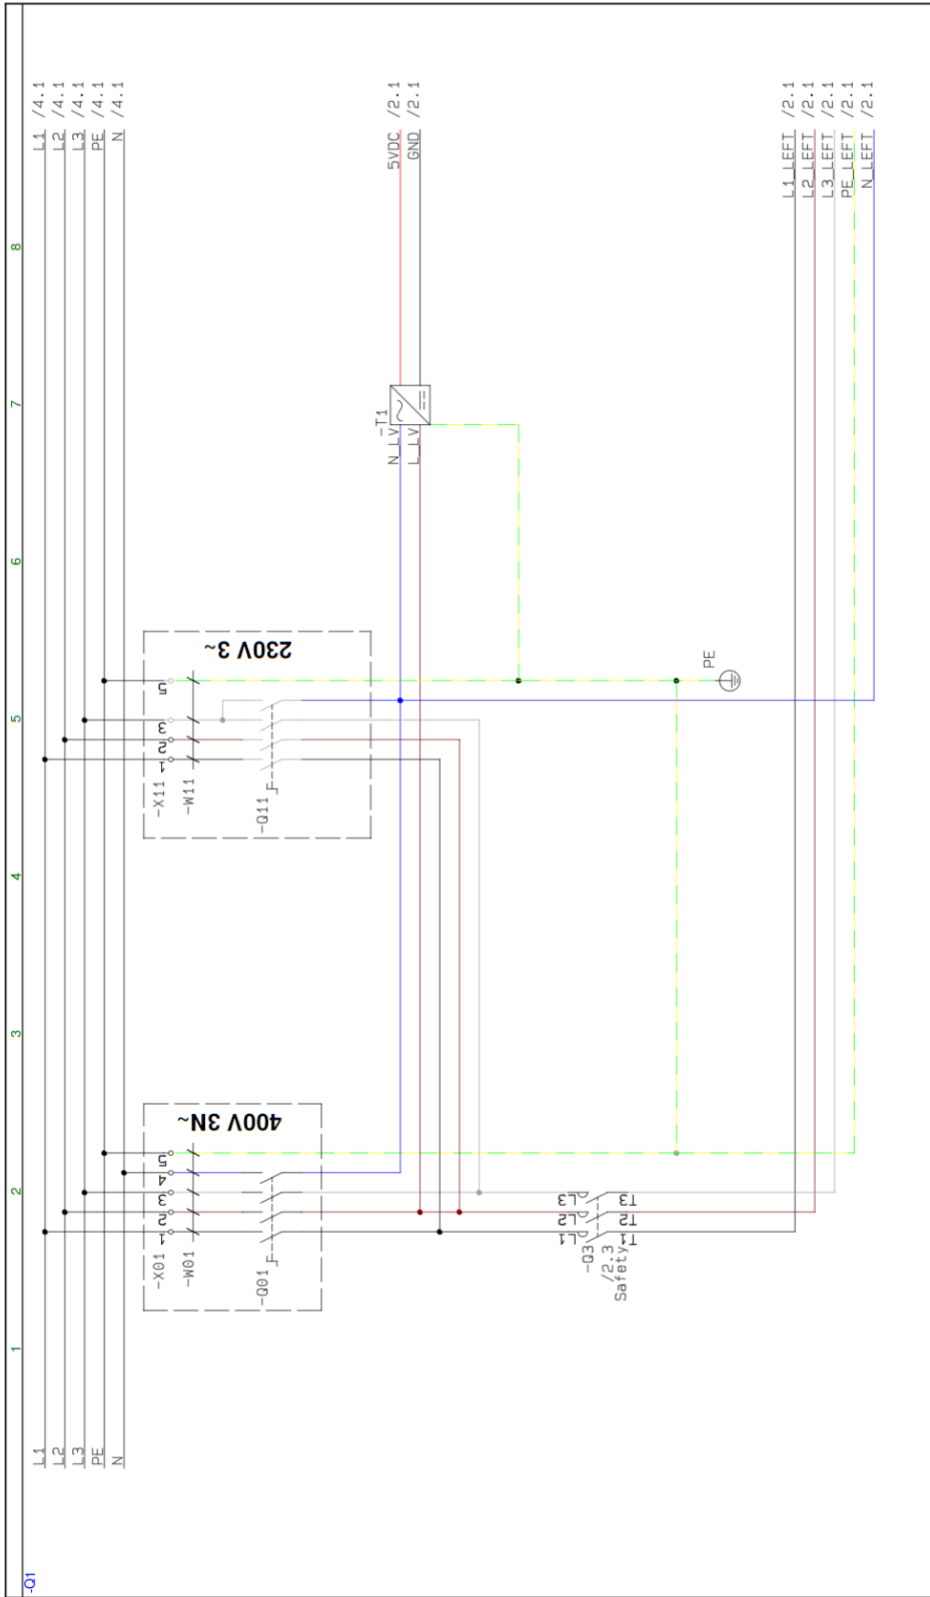 -Q1
1
2
3
4
5
6
7
8
L1
L2
L3
PE
N
L1 /4.1
L2 /4.1
L3 /4.1
PE /4.1
N /4.1
-X01
-W01
-Q01
1
2
3
4
5
400V 3N~
-X11
-W11
-Q11
1
2
3
5
230V 3~
-T1
N_LV
L_LV
5VDC /2.1
GND /2.1
-Q3
/2.3
Safety
L1
L2
L3
T1
T2
T3
PE
L1_LEFT /2.1
L2_LEFT /2.1
L3_LEFT /2.1
PE_LEFT /2.1
N_LEFT /2.1